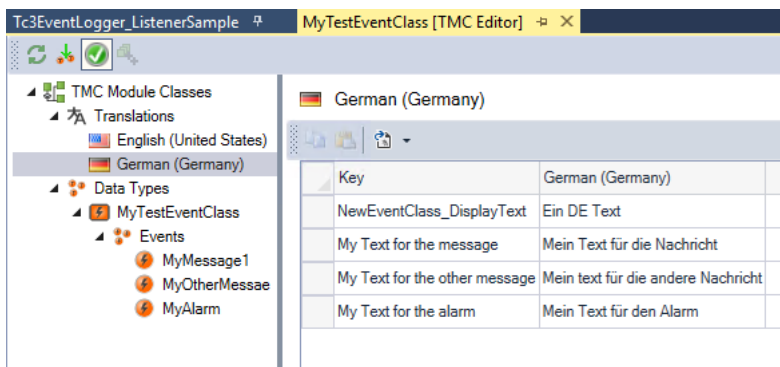 Tc3EventLogger_ListenerSample
MyTestEventClass [TMC Editor]
TMC Module Classes
Translations
English (United States)
German (Germany)
Data Types
MyTestEventClass
Events
MyMessage1
MyOtherMessae
MyAlarm
German (Germany)
Key German (Germany)
NewEventClass_DisplayText Ein DE Text
My Text for the message Mein Text für die Nachricht
My Text for the other message Mein text für die andere Nachricht
My Text for the alarm Mein Text für den Alarm